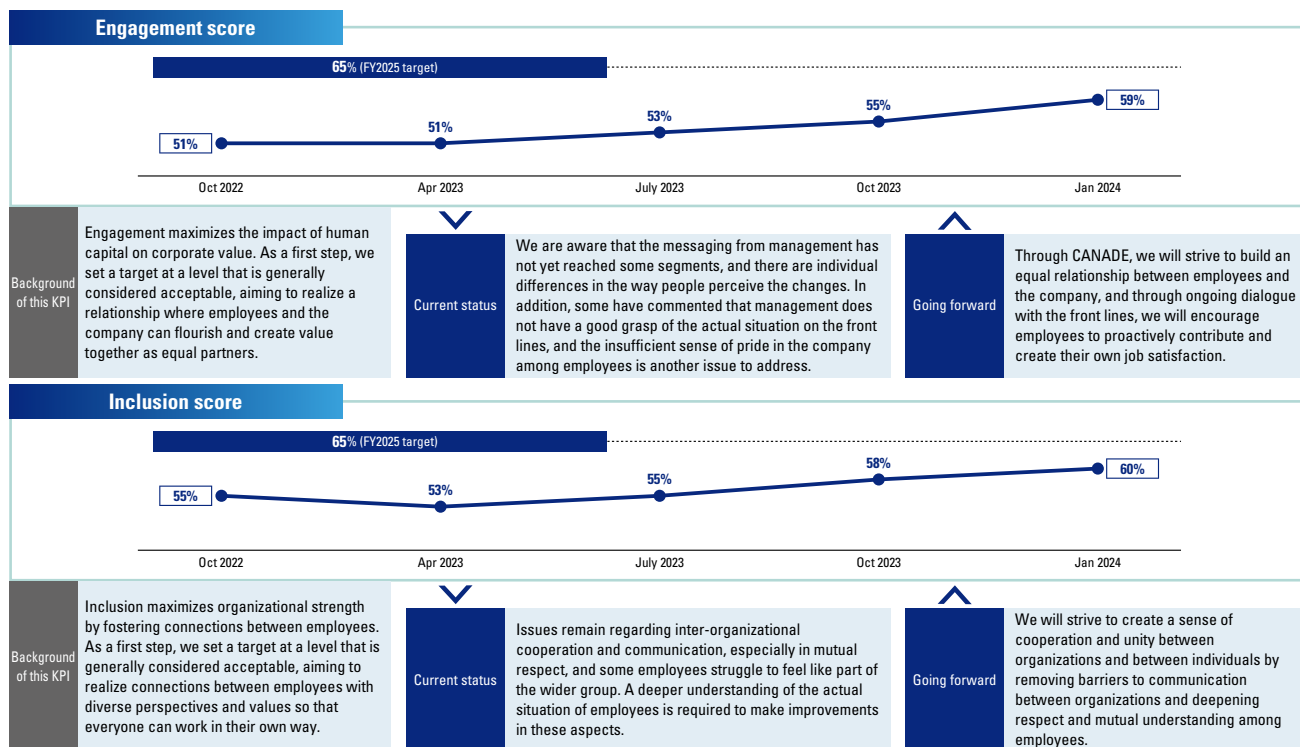 Engagement score
65% (FY2025 target)
51%
51%
53%
55%
59%
Oct 2022
Apr 2023
July 2023
Oct 2023
Jan 2024
Background
of this KPI
Engagement maximizes the impact of human
capital on corporate value. As a first step, we
set a target at a level that is generally
considered acceptable, aiming to realize a
relationship where employees and the
company can flourish and create value
together as equal partners.
Current status
We are aware that the messaging from management has
not yet reached some segments, and there are individual
differences in the way people perceive the changes. In
addition, some have commented that management does
not have a good grasp of the actual situation on the front
lines, and the insufficient sense of pride in the company
among employees is another issue to address.
Going forward
Through CANADE, we will strive to build an
equal relationship between employees and
the company, and through ongoing dialogue
with the front lines, we will encourage
employees to proactively contribute and
create their own job satisfaction.
Inclusion score
65% (FY2025 target)
55%
53%
55%
58%
60%
Oct 2022
Apr 2023
July 2023
Oct 2023
Jan 2024
Background
of this KPI
Inclusion maximizes organizational strength
by fostering connections between employees.
As a first step, we set a target at a level that is
generally considered acceptable, aiming to
realize connections between employees with
diverse perspectives and values so that
everyone can work in their own way.
Current status
Issues remain regarding inter-organizational
cooperation and communication, especially in mutual
respect, and some employees struggle to feel like part of
the wider group. A deeper understanding of the actual
situation of employees is required to make improvements
in these aspects.
Going forward
We will strive to create a sense of
cooperation and unity between
organizations and between individuals by
removing barriers to communication
between organizations and deepening
respect and mutual understanding among
employees.